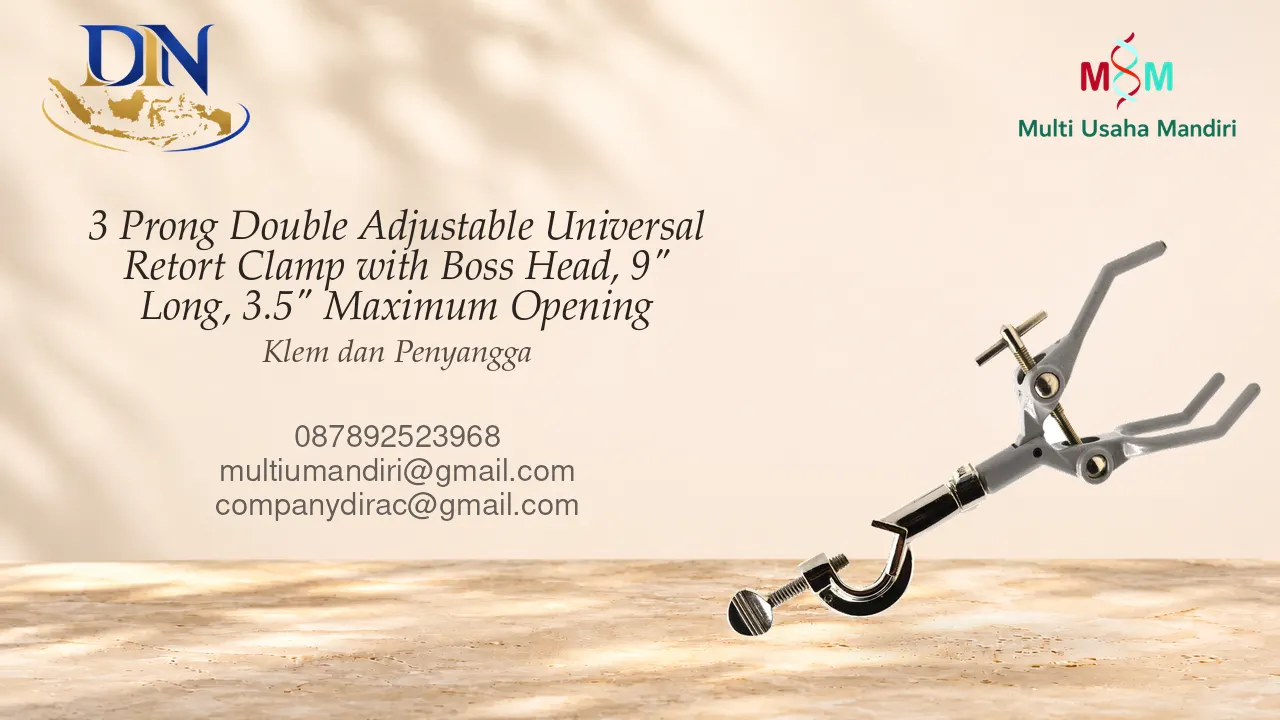 DIN
MSM
Multi Usaha Mandiri
3 Prong Double Adjustable Universal
Retort Clamp with Boss Head, 9"
Long, 3.5" Maximum Opening
Klem dan Penyangga
087892523968
multiumandiri@gmail.com
companydirac@gmail.com